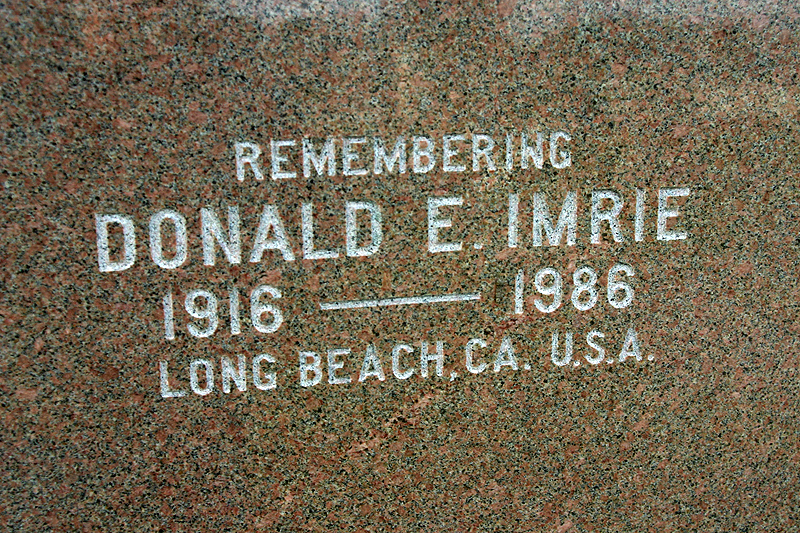 REMEMBERING
DONALD E. IMRIE
1916 — 1986
LONG BEACH, CA. U.S.A.